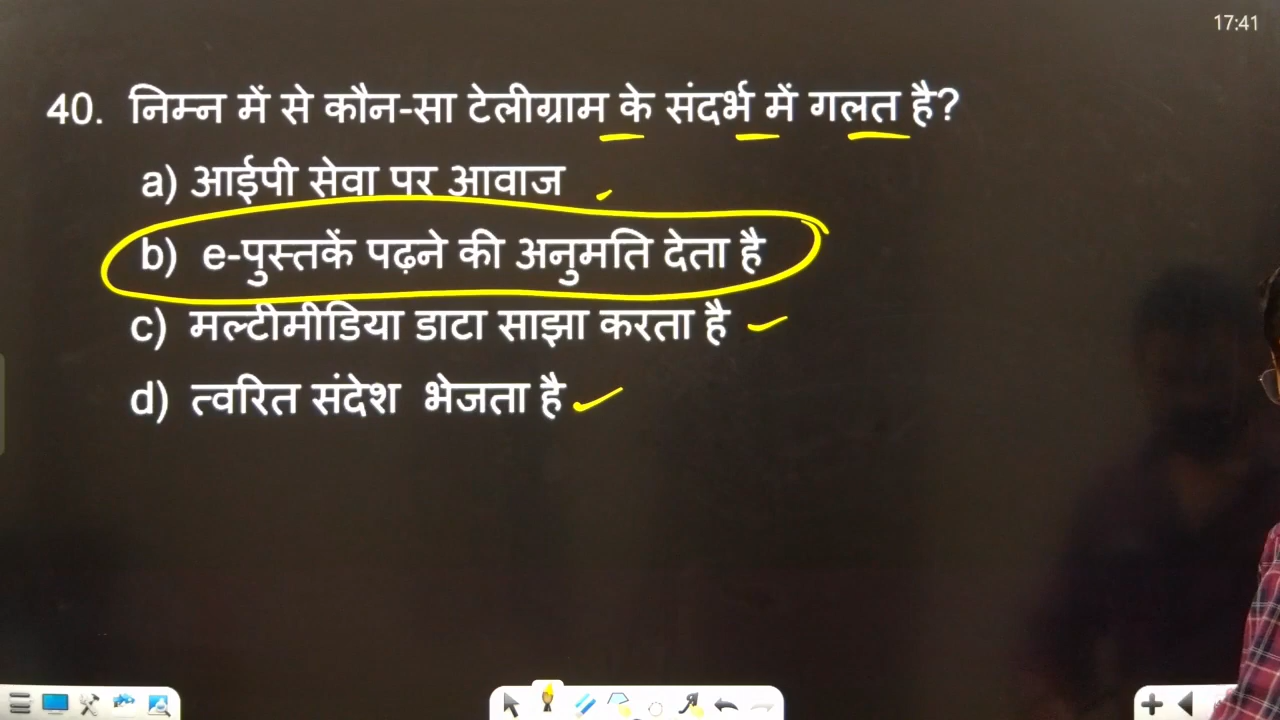 17:41
40. निम्न में से कौन-सा टेलीग्राम के संदर्भ में गलत है?
a) आईपी सेवा पर आवाज
b) e-पुस्तकें पढ़ने की अनुमति देता है
c) मल्टीमीडिया डाटा साझा करता है
d) त्वरित संदेश भेजता है